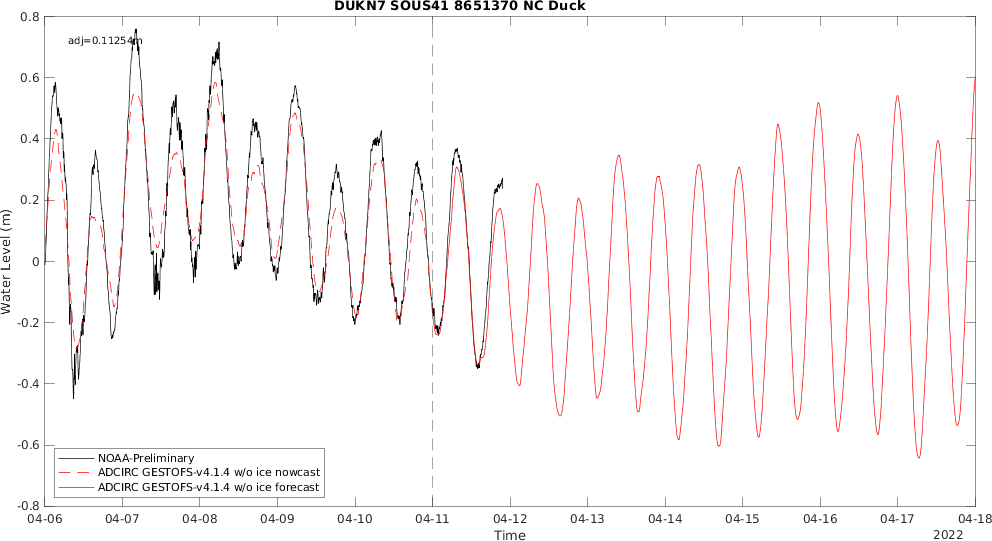 DUKN7 SOUS41 8651370 NC Duck
adj=0.11254m
0.8
0.6
0.4
0.2
0
-0.2
-0.4
-0.6
-0.8
Water Level (m)
NOAA-Preliminary
ADCIRC GESTOFS-v4.1.4 w/o ice nowcast
ADCIRC GESTOFS-v4.1.4 w/o ice forecast
04-06 04-07 04-08 04-09 04-10 04-11 04-12 04-13 04-14 04-15 04-16 04-17 04-18
Time
2022